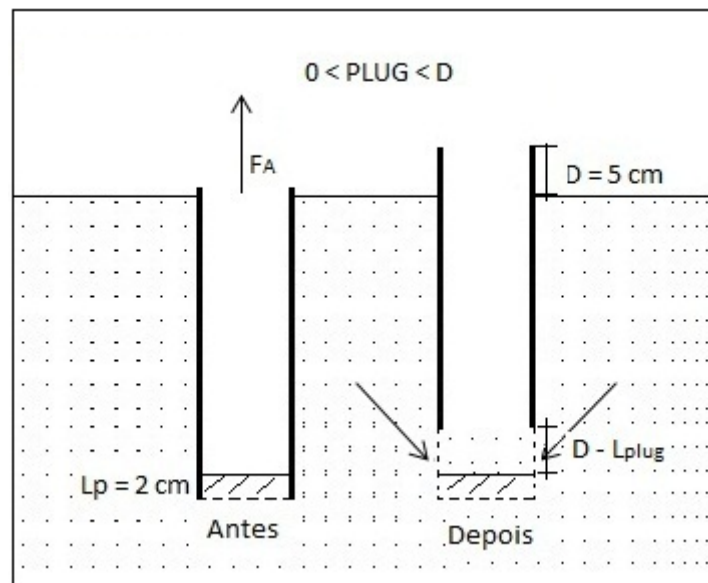 0 < PLUG < D
FA
D = 5 cm
D - Lplug
Lp = 2 cm
Antes
Depois